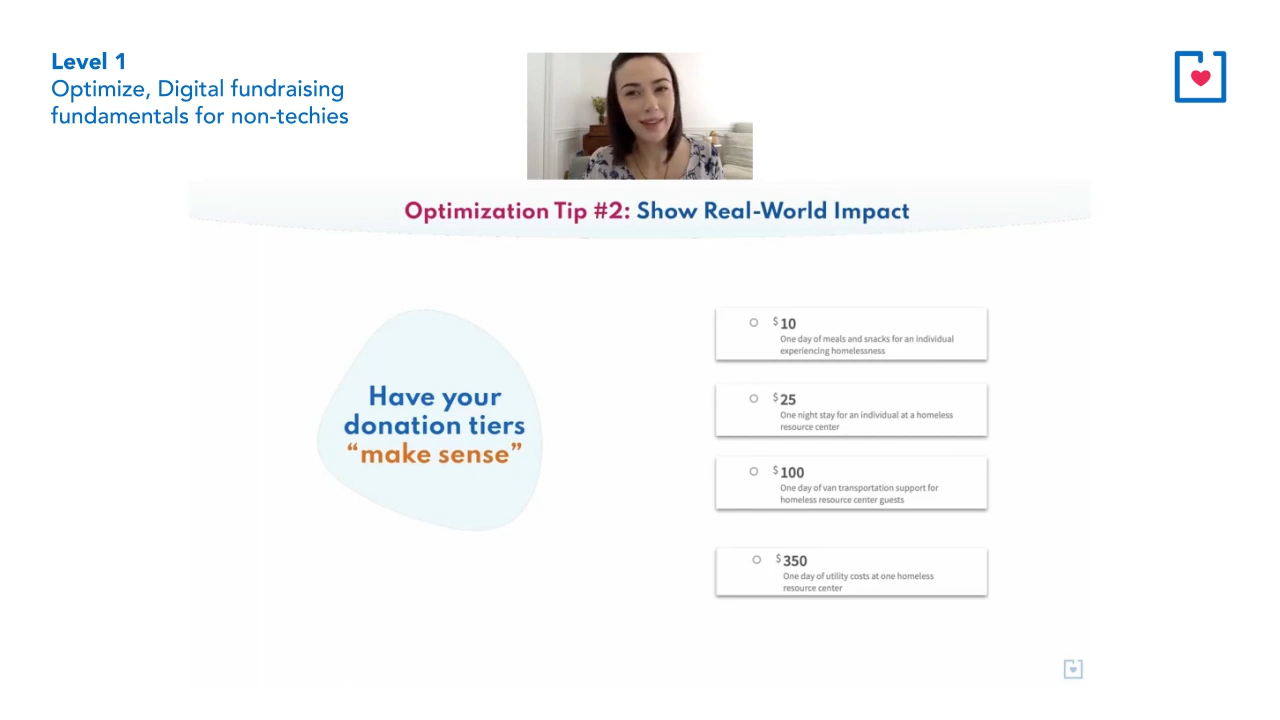 Level 1
Optimize, Digital fundraising
fundamentals for non-techies
Optimization Tip #2: Show Real-World Impact
Have your
donation tiers
“make sense”
$10
One day of meals and snacks for an individual
experiencing homelessness
$25
One night stay for an individual at a homeless
resource center
$100
One day of van transportation support for
homeless resource center guests
$350
One day of utility costs at one homeless
resource center